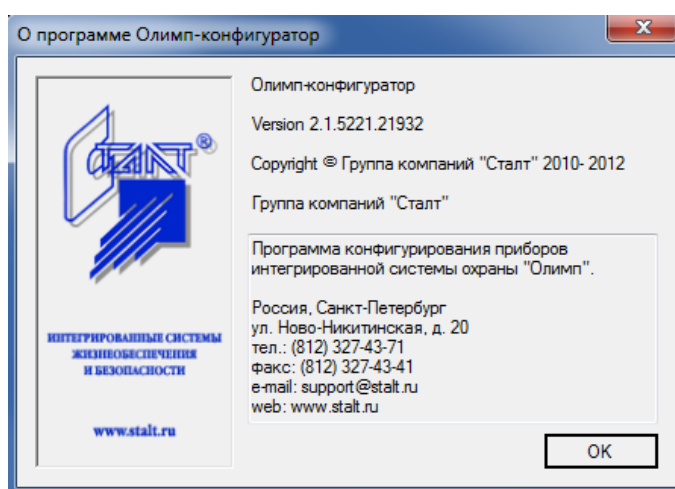 О программе Олимп-конфигуратор
Сталт®
ИНТЕГРИРОВАННЫЕ СИСТЕМЫ
ЖИЗНЕОБЕСПЕЧЕНИЯ
И БЕЗОПАСНОСТИ
www.stalt.ru
Олимп-конфигуратор
Version 2.1.5221.21932
Copyright © Группа компаний "Сталт" 2010- 2012
Группа компаний "Сталт"
Программа конфигурирования приборов
интегрированной системы охраны "Олимп".
Россия, Санкт-Петербург
ул. Ново-Никитинская, д. 20
тел.: (812) 327-43-71
факс: (812) 327-43-41
e-mail: support@stalt.ru
web: www.stalt.ru
OK